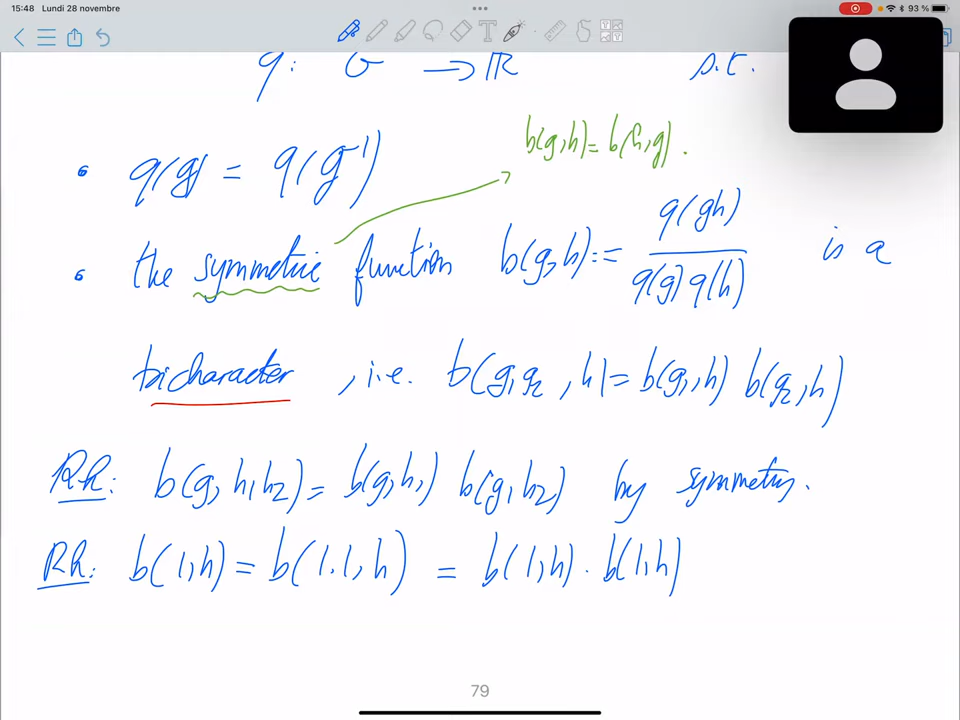 15:48 Lundi 28 novembre 93 %
q: G → k s.t.
b(g,h) = b(h,g).
• q(g) = q(g⁻¹)
• the symmetric function b(g,h) := q(gh) / q(g) q(h) is a
bicharacter, i.e. b(g₁g₂, h) = b(g₁,h) b(g₂,h)
Rk: b(g, h₁h₂) = b(g,h₁) b(g,h₂) by symmetry.
Rk: b(1,h) = b(1.1, h) = b(1,h) · b(1,h)
79